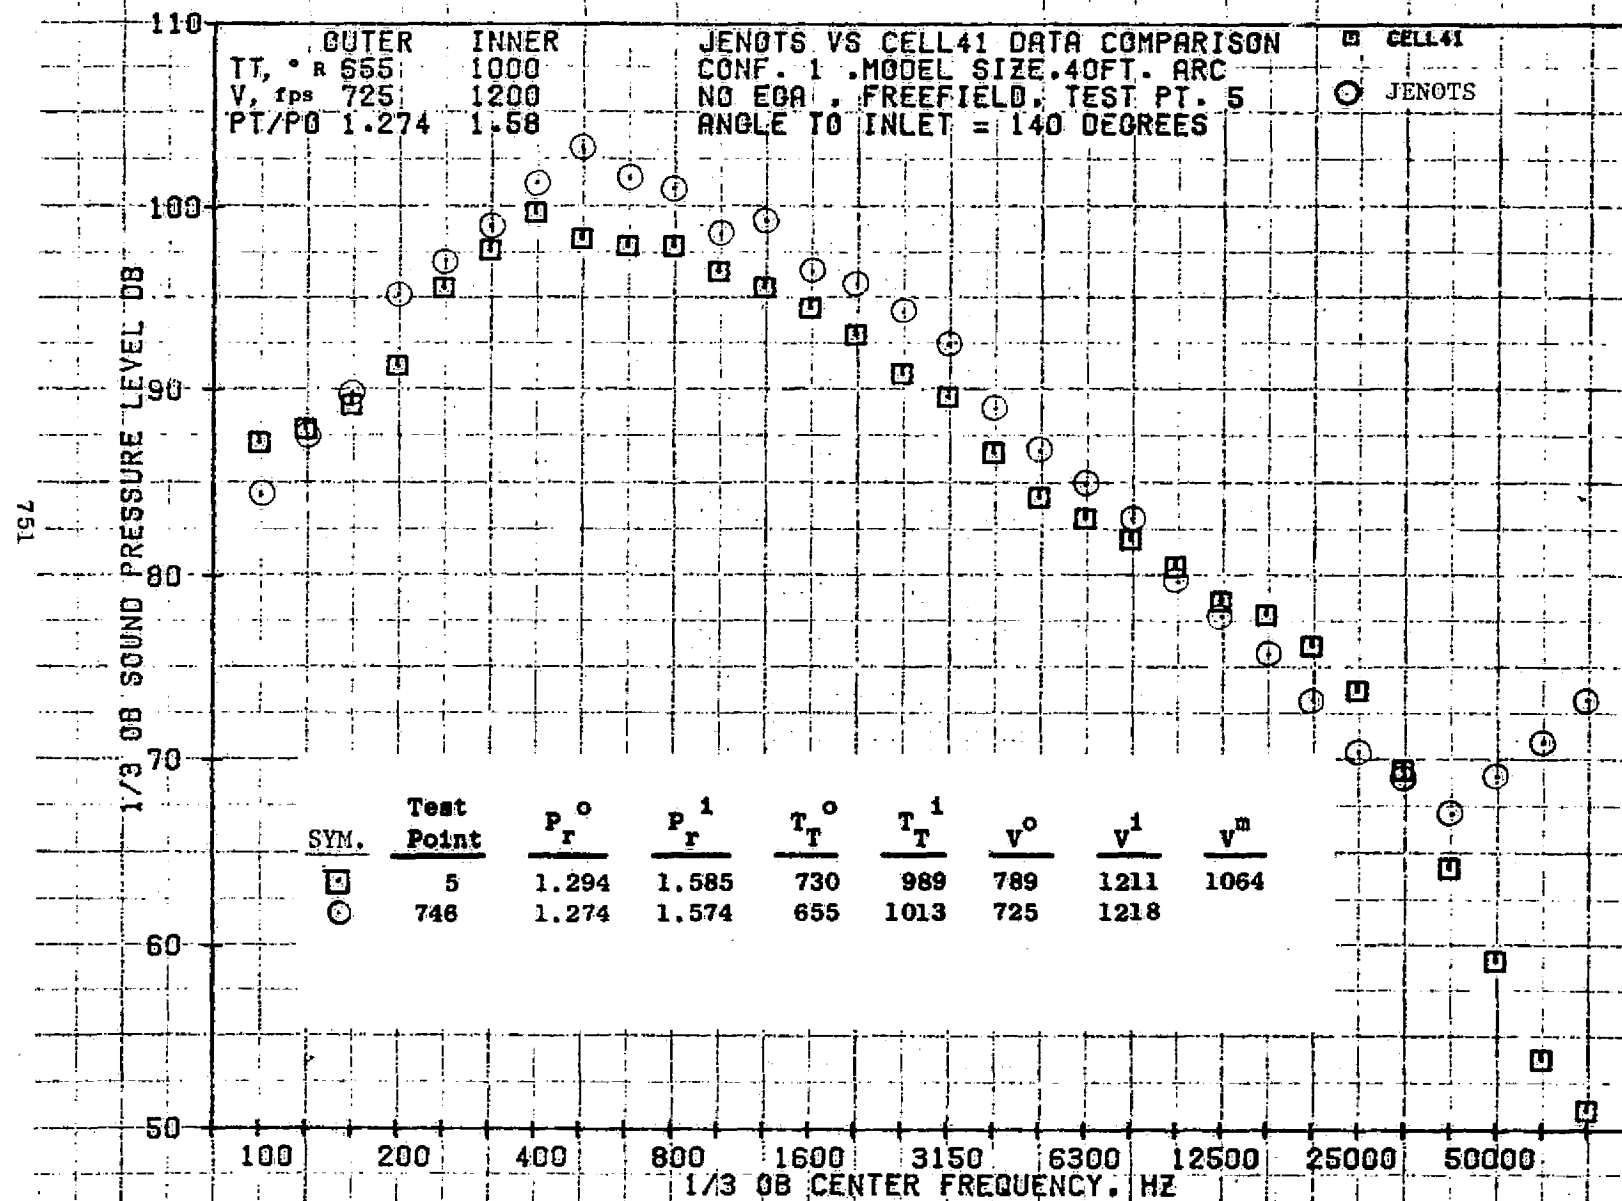 110
OUTER INNER
TT, ° R 655 1000
V, fps 725 1200
PT/P0 1.274 1.58
JENOTS VS CELL41 DATA COMPARISON
CONF. 1 .MODEL SIZE.40FT. ARC
NO EGA . FREEFIELD. TEST PT. 5
ANGLE TO INLET = 140 DEGREES
CELL41
JENOTS
100
90
80
70
60
50
1/3 OB SOUND PRESSURE LEVEL DB
751
SYM. Test Point P_r^o P_r^i T_T^o T_T^i V^o V^i V^m
5 1.294 1.585 730 989 789 1211 1064
746 1.274 1.574 655 1013 725 1218
100 200 400 800 1600 3150 6300 12500 25000 50000
1/3 OB CENTER FREQUENCY. HZ